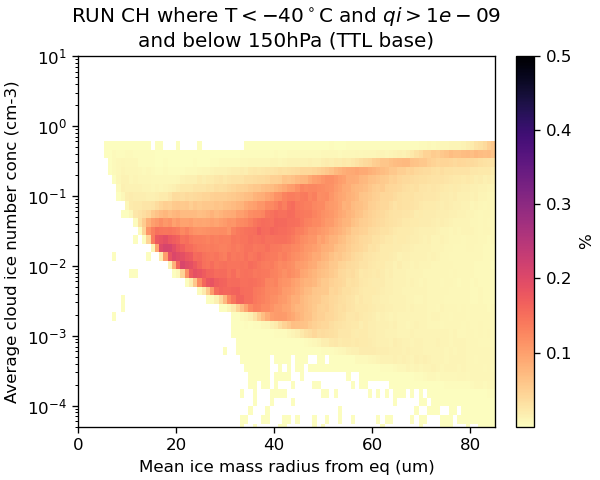 RUN CH where T < −40°C and qi > 1e − 09
and below 150hPa (TTL base)
Average cloud ice number conc (cm-3)
10¹
10⁰
10⁻¹
10⁻²
10⁻³
10⁻⁴
0 20 40 60 80
Mean ice mass radius from eq (um)
0.5
0.4
0.3
0.2
0.1
%